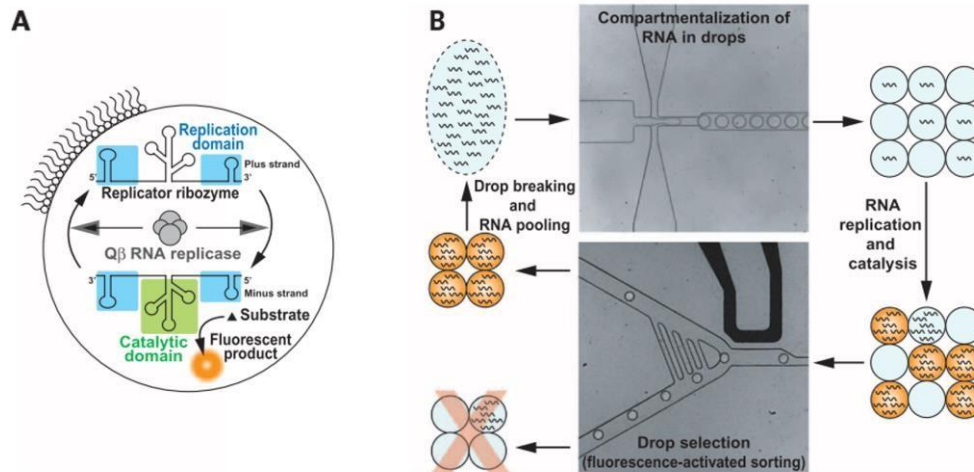 A
Replication
domain
Plus strand
5'
3'
Replicator ribozyme
Qβ RNA replicase
3'
5'
Minus strand
Substrate
Catalytic
domain
Fluorescent
product
B
Compartmentalization of
RNA in drops
Drop breaking
and
RNA pooling
RNA
replication
and
catalysis
Drop selection
(fluorescence-activated sorting)